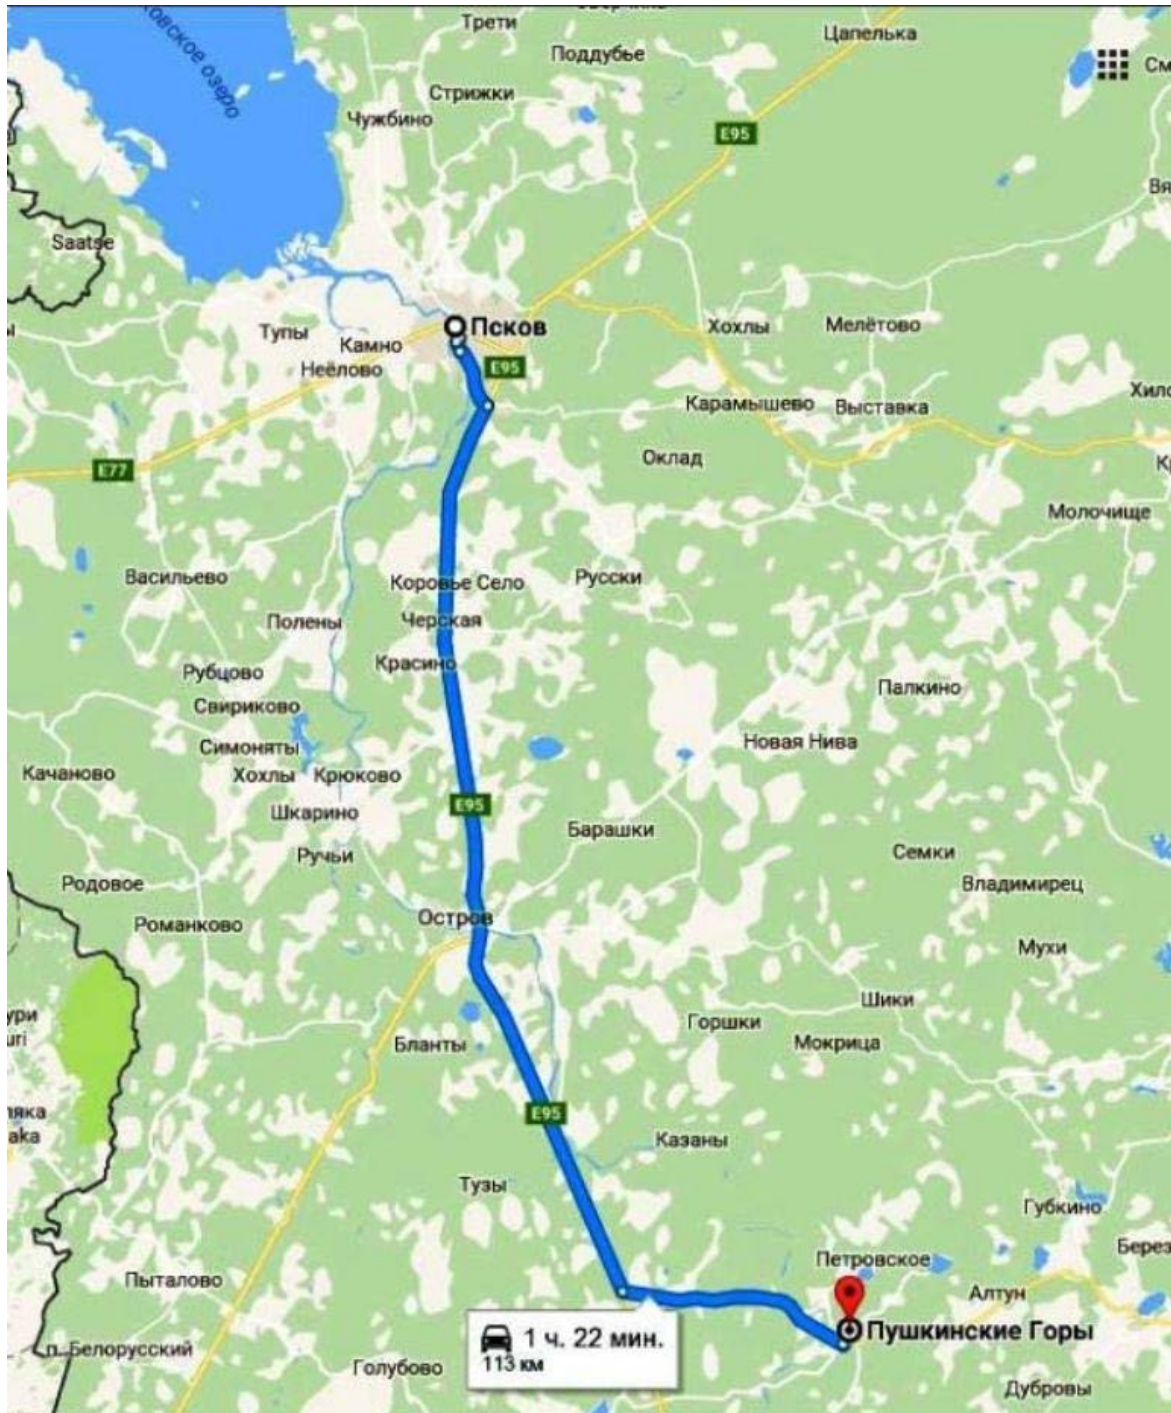 Трети
Поддубье
Цапелька
Стрижки
Чужбино
озеро
E95
Saatse
Псков
Тупы
Камно
Неёлово
E95
Хохлы
Мелётово
Карамышево
Выставка
E77
Оклад
Молочище
Васильево
Коровье Село
Русски
Полены
Черская
Красино
Рубцово
Палкино
Свириково
Симоняты
Новая Нива
Качаново
Хохлы
Крюково
E95
Шкарино
Барашки
Ручьи
Семки
Родовое
Владимирец
Романково
Остров
Мухи
Шики
Горшки
Бланты
Мокрица
E95
Казаны
Тузы
Губкино
Петровское
Пыталово
Алтун
Пушкинские Горы
1 ч. 22 мин.
113 км
п. Белорусский
Голубово
Дубровы